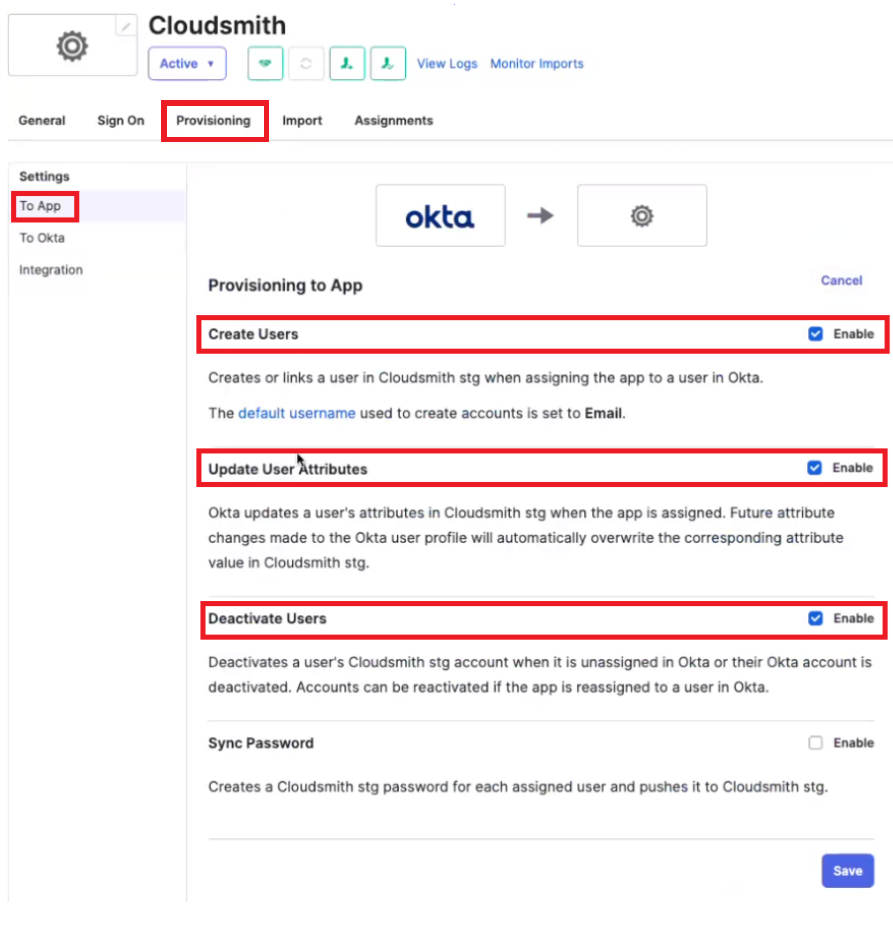 Cloudsmith
Active
View Logs
Monitor Imports
General
Sign On
Provisioning
Import
Assignments
Settings
To App
To Okta
Integration
okta
Provisioning to App
Cancel
Create Users
Enable
Creates or links a user in Cloudsmith stg when assigning the app to a user in Okta.
The default username used to create accounts is set to Email.
Update User Attributes
Enable
Okta updates a user's attributes in Cloudsmith stg when the app is assigned. Future attribute
changes made to the Okta user profile will automatically overwrite the corresponding attribute
value in Cloudsmith stg.
Deactivate Users
Enable
Deactivates a user's Cloudsmith stg account when it is unassigned in Okta or their Okta account is
deactivated. Accounts can be reactivated if the app is reassigned to a user in Okta.
Sync Password
Enable
Creates a Cloudsmith stg password for each assigned user and pushes it to Cloudsmith stg.
Save